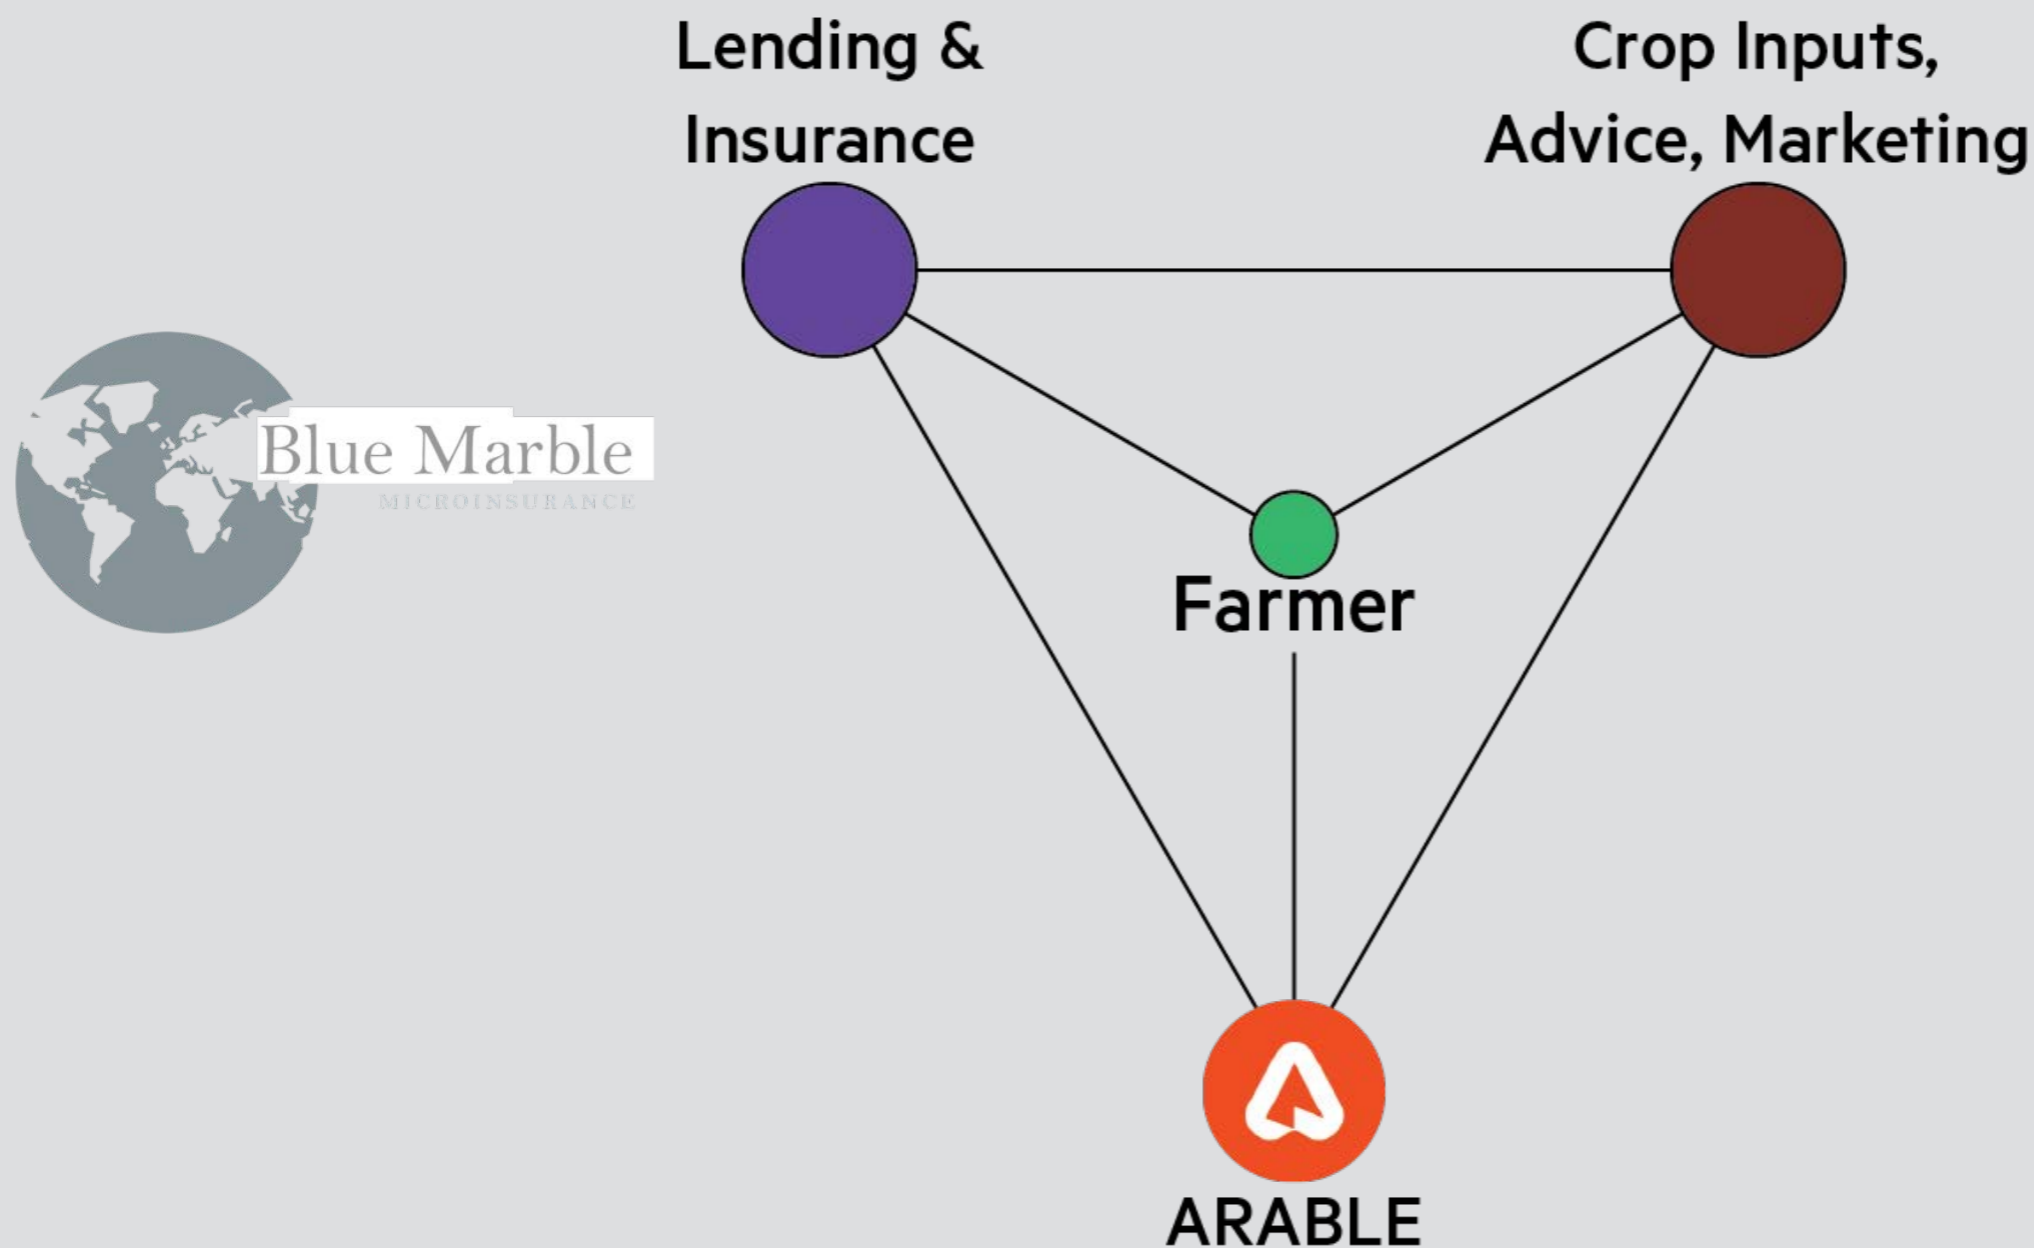 Lending &
Insurance
Crop Inputs,
Advice, Marketing
Blue Marble
MICROINSURANCE
Farmer
ARABLE